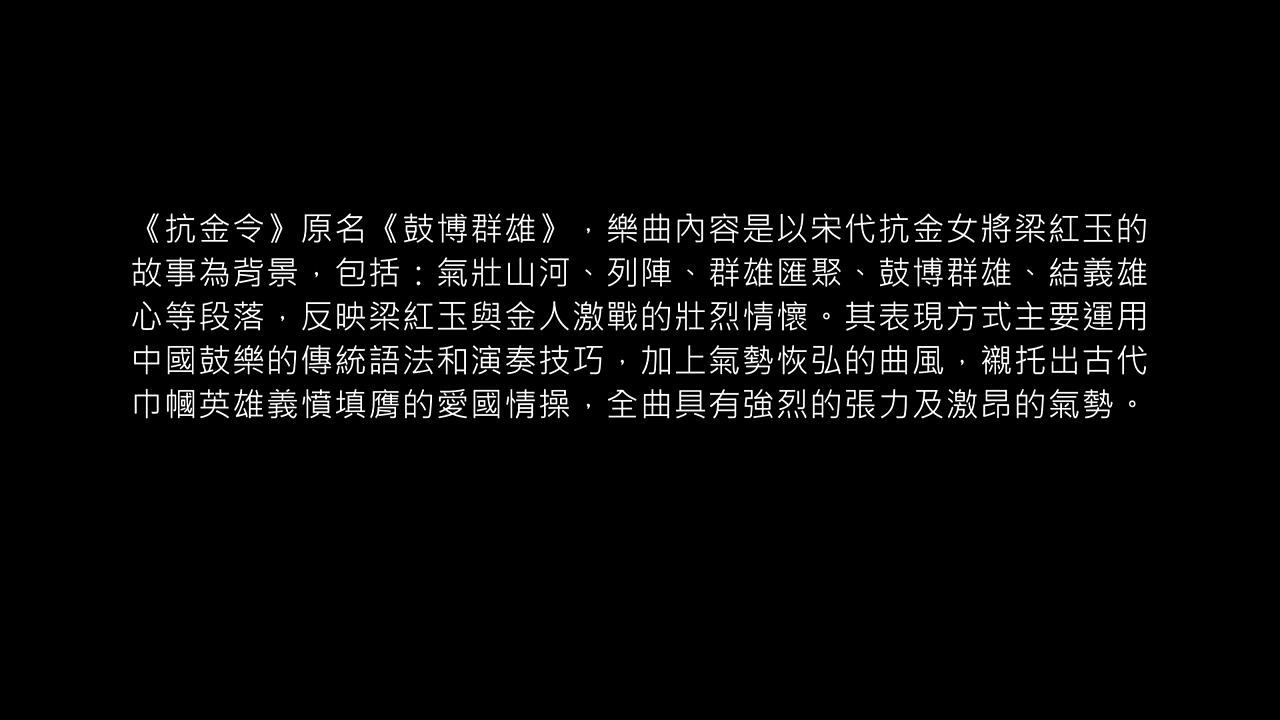 《抗金令》原名《鼓博群雄》，樂曲內容是以宋代抗金女將梁紅玉的
故事為背景，包括：氣壯山河、列陣、群雄匯聚、鼓博群雄、結義雄
心等段落，反映梁紅玉與金人激戰的壯烈情懷。其表現方式主要運用
中國鼓樂的傳統語法和演奏技巧，加上氣勢恢弘的曲風，襯托出古代
巾幗英雄義憤填膺的愛國情操，全曲具有強烈的張力及激昂的氣勢。